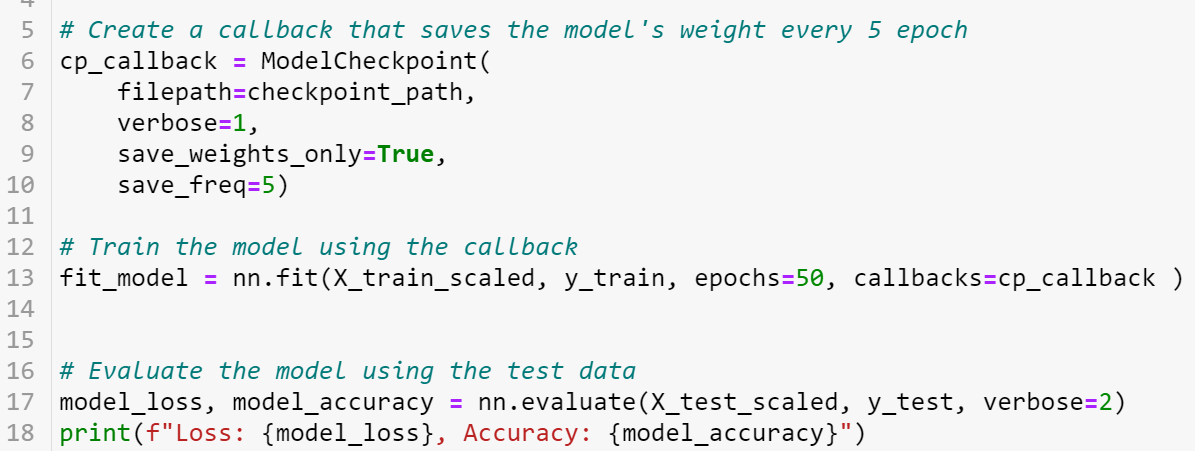 5 # Create a callback that saves the model's weight every 5 epoch
6 cp_callback = ModelCheckpoint(
7     filepath=checkpoint_path,
8     verbose=1,
9     save_weights_only=True,
10     save_freq=5)
11
12 # Train the model using the callback
13 fit_model = nn.fit(X_train_scaled, y_train, epochs=50, callbacks=cp_callback )
14
15
16 # Evaluate the model using the test data
17 model_loss, model_accuracy = nn.evaluate(X_test_scaled, y_test, verbose=2)
18 print(f"Loss: {model_loss}, Accuracy: {model_accuracy}")